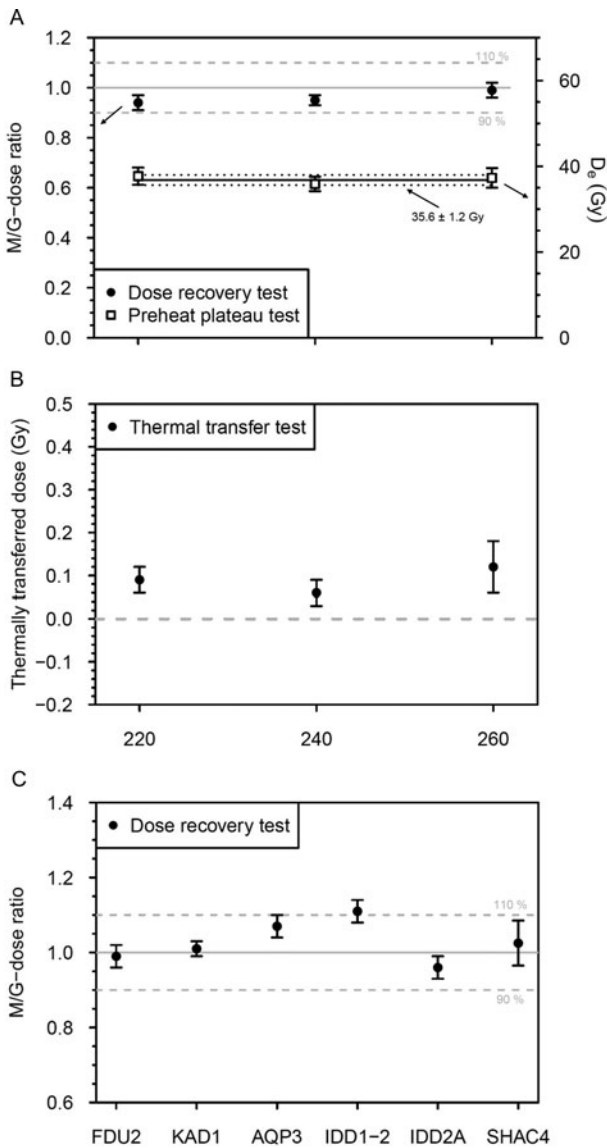 A
M/G−dose ratio
1.2
1.0
0.8
0.6
0.4
0.2
0.0
110 %
90 %
35.6 ± 1.2 Gy
Dose recovery test
Preheat plateau test
60
40
20
0
De (Gy)
B
Thermally transferred dose (Gy)
0.5
0.4
0.3
0.2
0.1
0.0
−0.1
−0.2
Thermal transfer test
220 240 260
C
M/G−dose ratio
1.4
1.2
1.0
0.8
0.6
Dose recovery test
110 %
90 %
FDU2 KAD1 AQP3 IDD1−2 IDD2A SHAC4